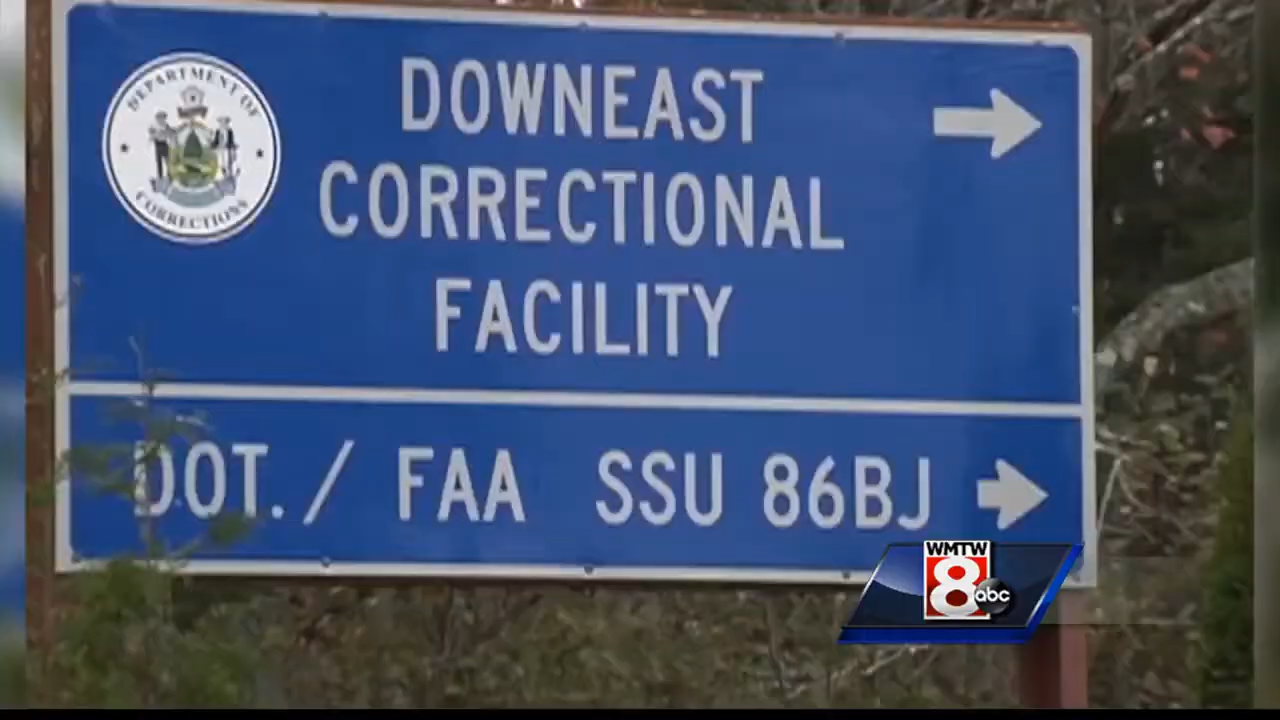 DEPARTMENT OF
CORRECTIONS
DOWNEAST
CORRECTIONAL
FACILITY
DOT. / FAA SSU 86BJ
WMTW
8
abc